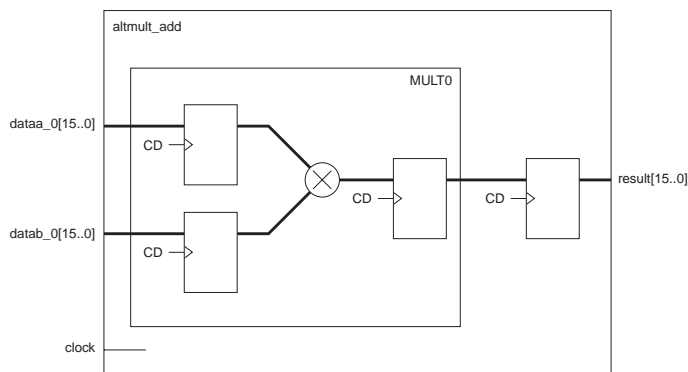 altmult_add
MULT0
dataa_0[15..0]
CD
CD
CD
result[15..0]
datab_0[15..0]
CD
clock